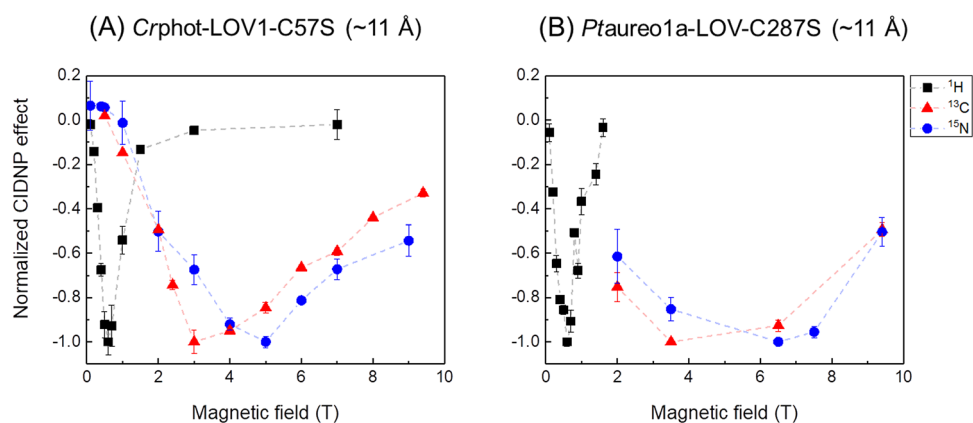 (A) Crphot-LOV1-C57S (~11 Å)
(B) Ptaureo1a-LOV-C287S (~11 Å)
Normalized CIDNP effect
0.2
0.0
-0.2
-0.4
-0.6
-0.8
-1.0
0 2 4 6 8 10
Magnetic field (T)
0.2
0.0
-0.2
-0.4
-0.6
-0.8
-1.0
0 2 4 6 8 10
Magnetic field (T)
¹H
¹³C
¹⁵N